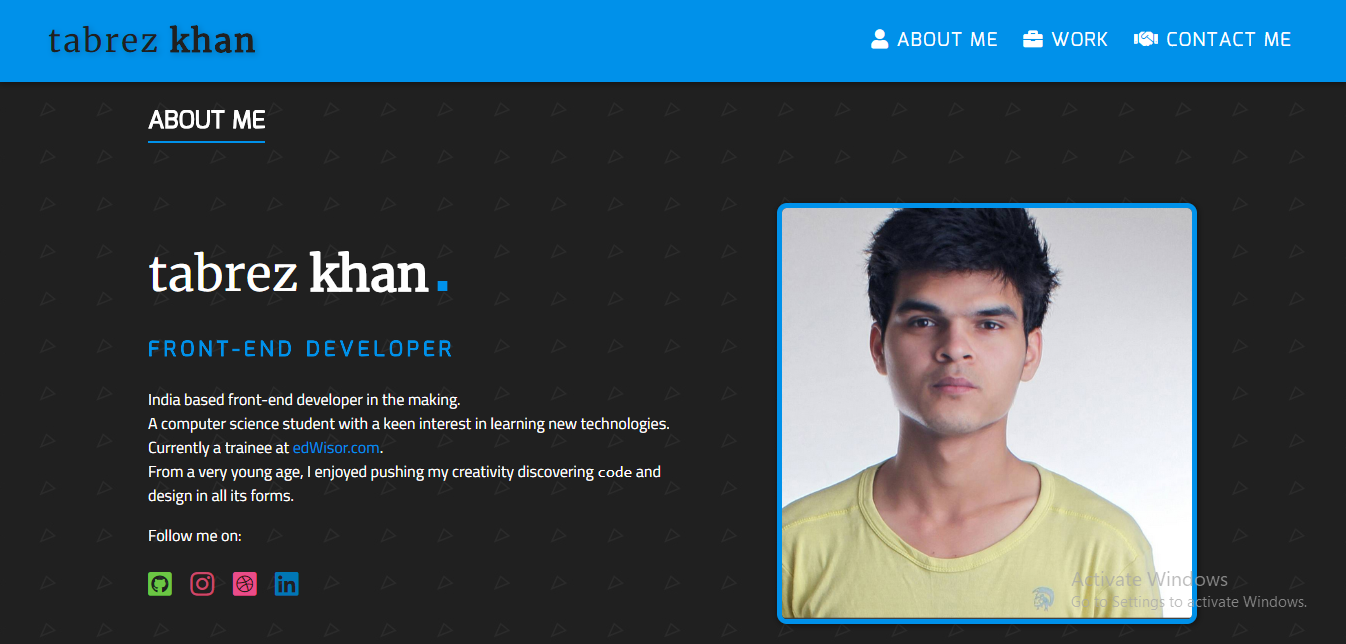 tabrez khan
ABOUT ME
WORK
CONTACT ME
ABOUT ME
tabrez khan.
FRONT-END DEVELOPER
India based front-end developer in the making.
A computer science student with a keen interest in learning new technologies.
Currently a trainee at edWisor.com.
From a very young age, I enjoyed pushing my creativity discovering code and
design in all its forms.
Follow me on:
in
Activate Windows
Go to Settings to activate Windows.